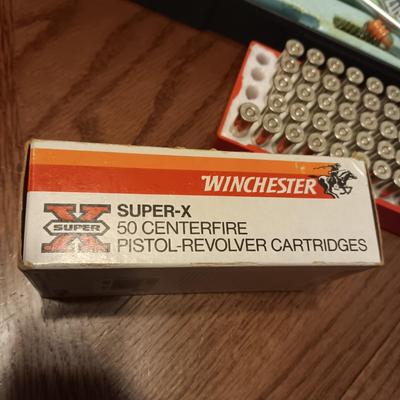 WINCHESTER
SUPER-X
X SUPER
50 CENTERFIRE
PISTOL-REVOLVER CARTRIDGES